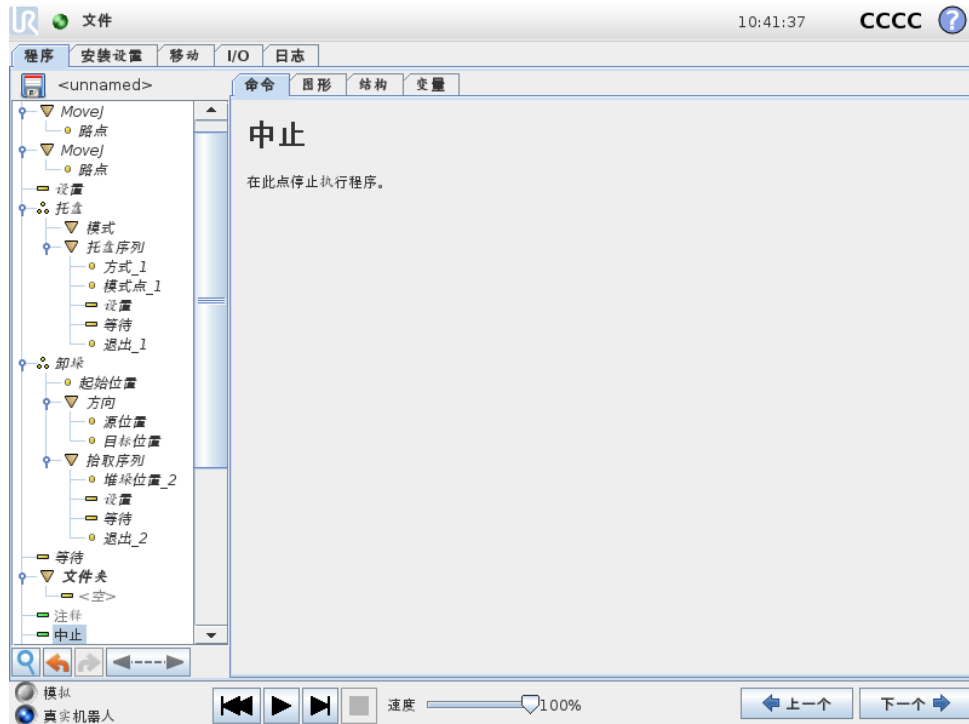 UR 文件 10:41:37 CCCC ?
程序 安装设置 移动 I/O 日志
<unnamed> 命令 图形 结构 变量
MoveJ
路点
MoveJ
路点
设置
托盘
模式
托盘序列
方式_1
模式点_1
设置
等待
退出_1
卸垛
起始位置
方向
源位置
目标位置
拾取序列
堆垛位置_2
设置
等待
退出_2
等待
文件夹
<空>
注释
中止
中止
在此点停止执行程序。
模拟
真实机器人
速度 100%
上一个 下一个